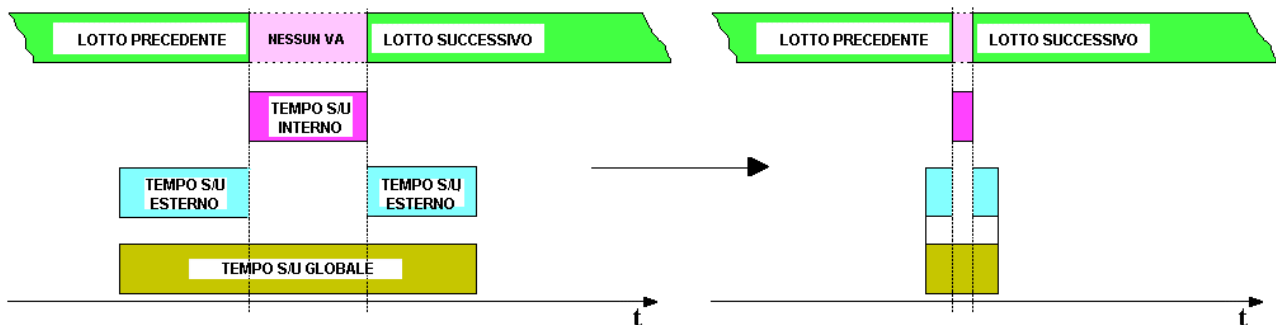 LOTTO PRECEDENTE
NESSUN VA
LOTTO SUCCESSIVO
TEMPO S/U
INTERNO
TEMPO S/U
ESTERNO
TEMPO S/U
ESTERNO
TEMPO S/U GLOBALE
t
LOTTO PRECEDENTE
LOTTO SUCCESSIVO
t